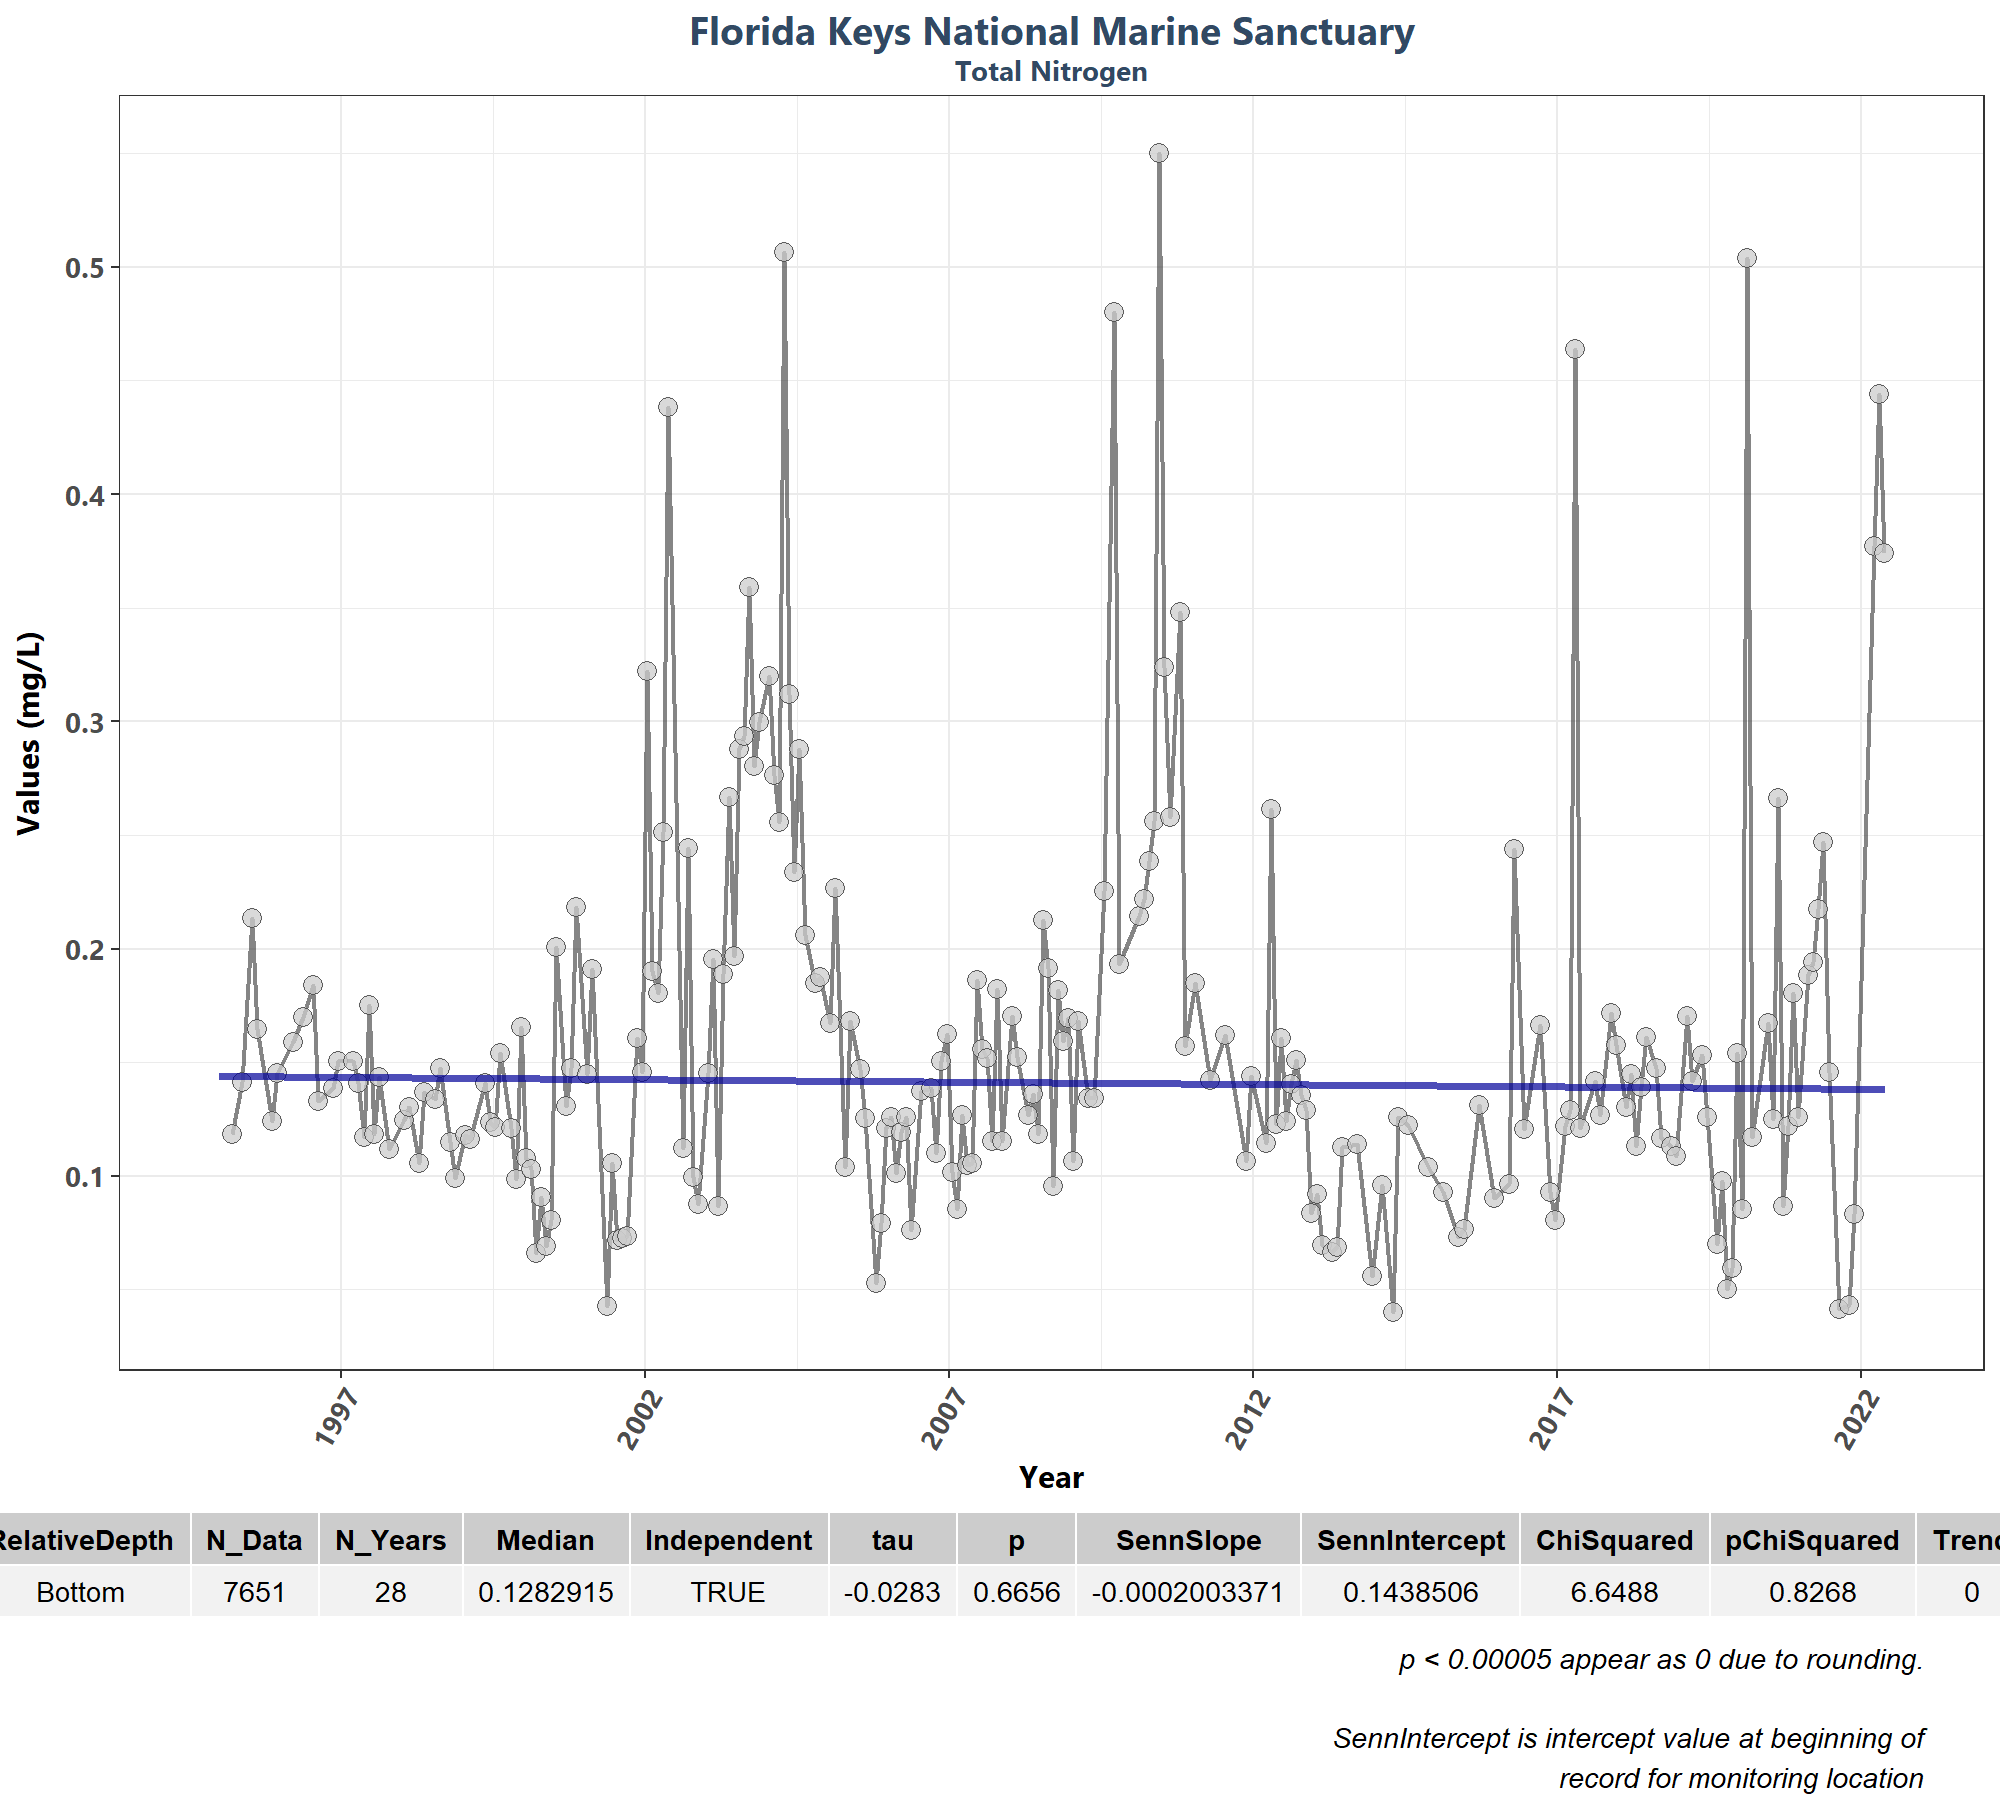 Florida Keys National Marine Sanctuary
Total Nitrogen
0.5
0.4
0.3
0.2
0.1
Values (mg/L)
1997 2002 2007 2012 2017 2022
Year
RelativeDepth N_Data N_Years Median Independent tau p SennSlope SennIntercept ChiSquared pChiSquared Trend
Bottom 7651 28 0.1282915 TRUE -0.0283 0.6656 -0.0002003371 0.1438506 6.6488 0.8268 0
p < 0.00005 appear as 0 due to rounding.
SennIntercept is intercept value at beginning of
record for monitoring location